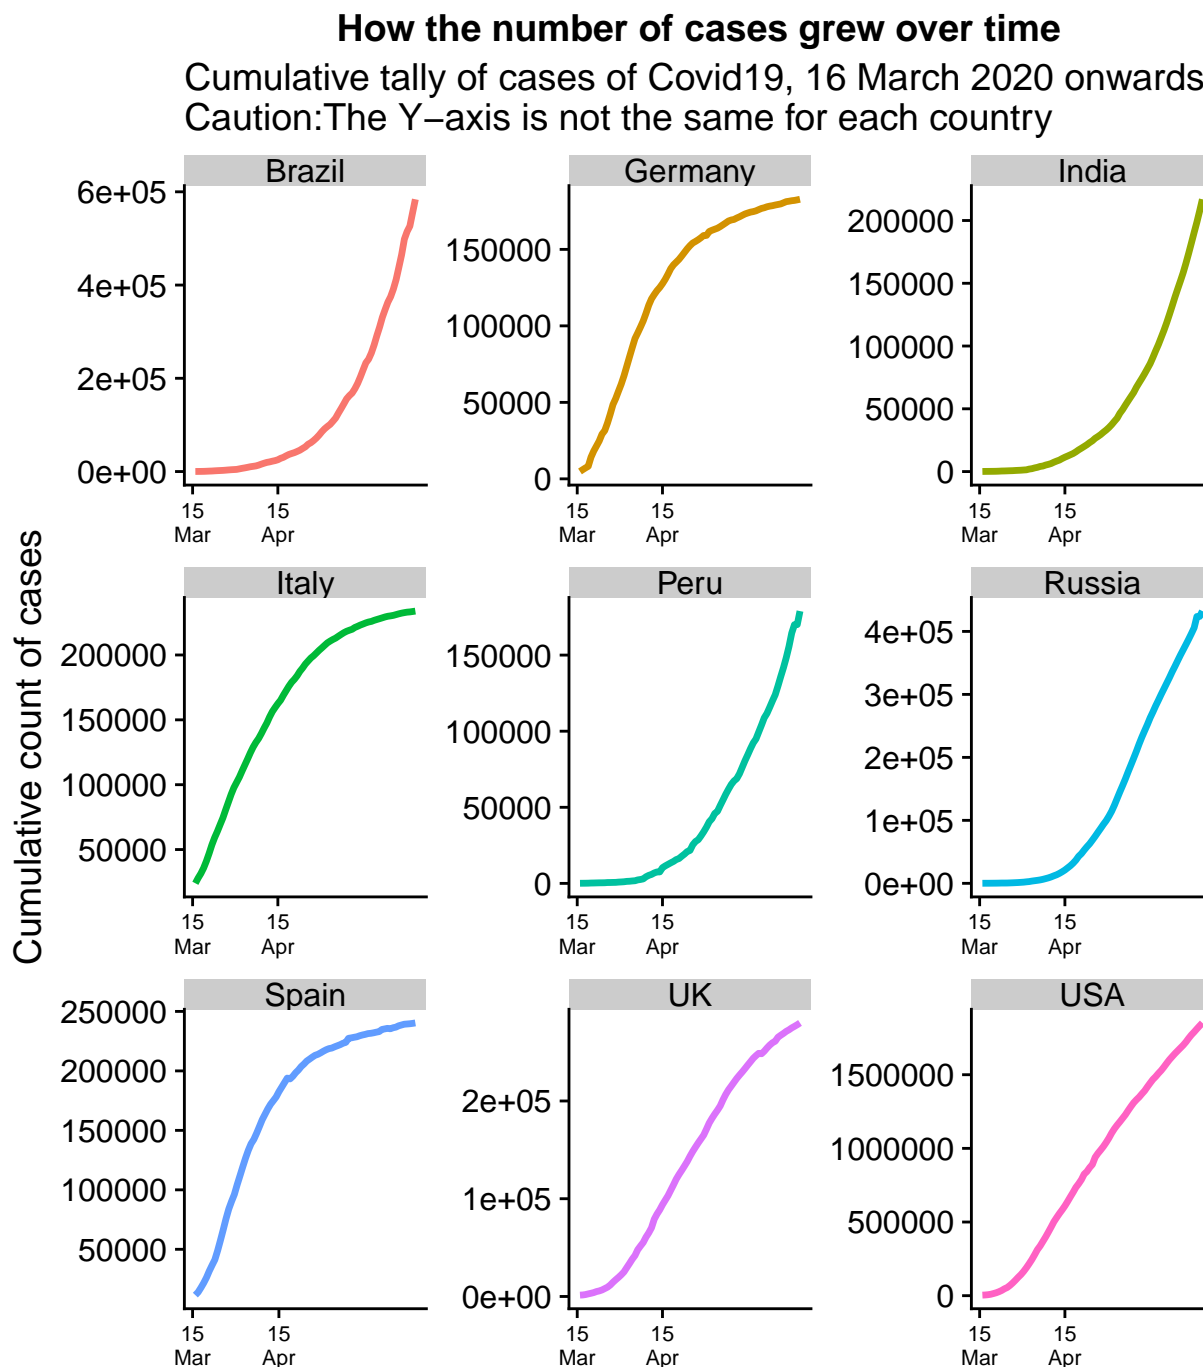 How the number of cases grew over time
Cumulative tally of cases of Covid19, 16 March 2020 onwards
Caution:The Y−axis is not the same for each country
Cumulative count of cases
Brazil
6e+05
4e+05
2e+05
0e+00
15 15
Mar Apr
Germany
150000
100000
50000
0
15 15
Mar Apr
India
200000
150000
100000
50000
0
15 15
Mar Apr
Italy
200000
150000
100000
50000
15 15
Mar Apr
Peru
150000
100000
50000
0
15 15
Mar Apr
Russia
4e+05
3e+05
2e+05
1e+05
0e+00
15 15
Mar Apr
Spain
250000
200000
150000
100000
50000
15 15
Mar Apr
UK
2e+05
1e+05
0e+00
15 15
Mar Apr
USA
1500000
1000000
500000
0
15 15
Mar Apr